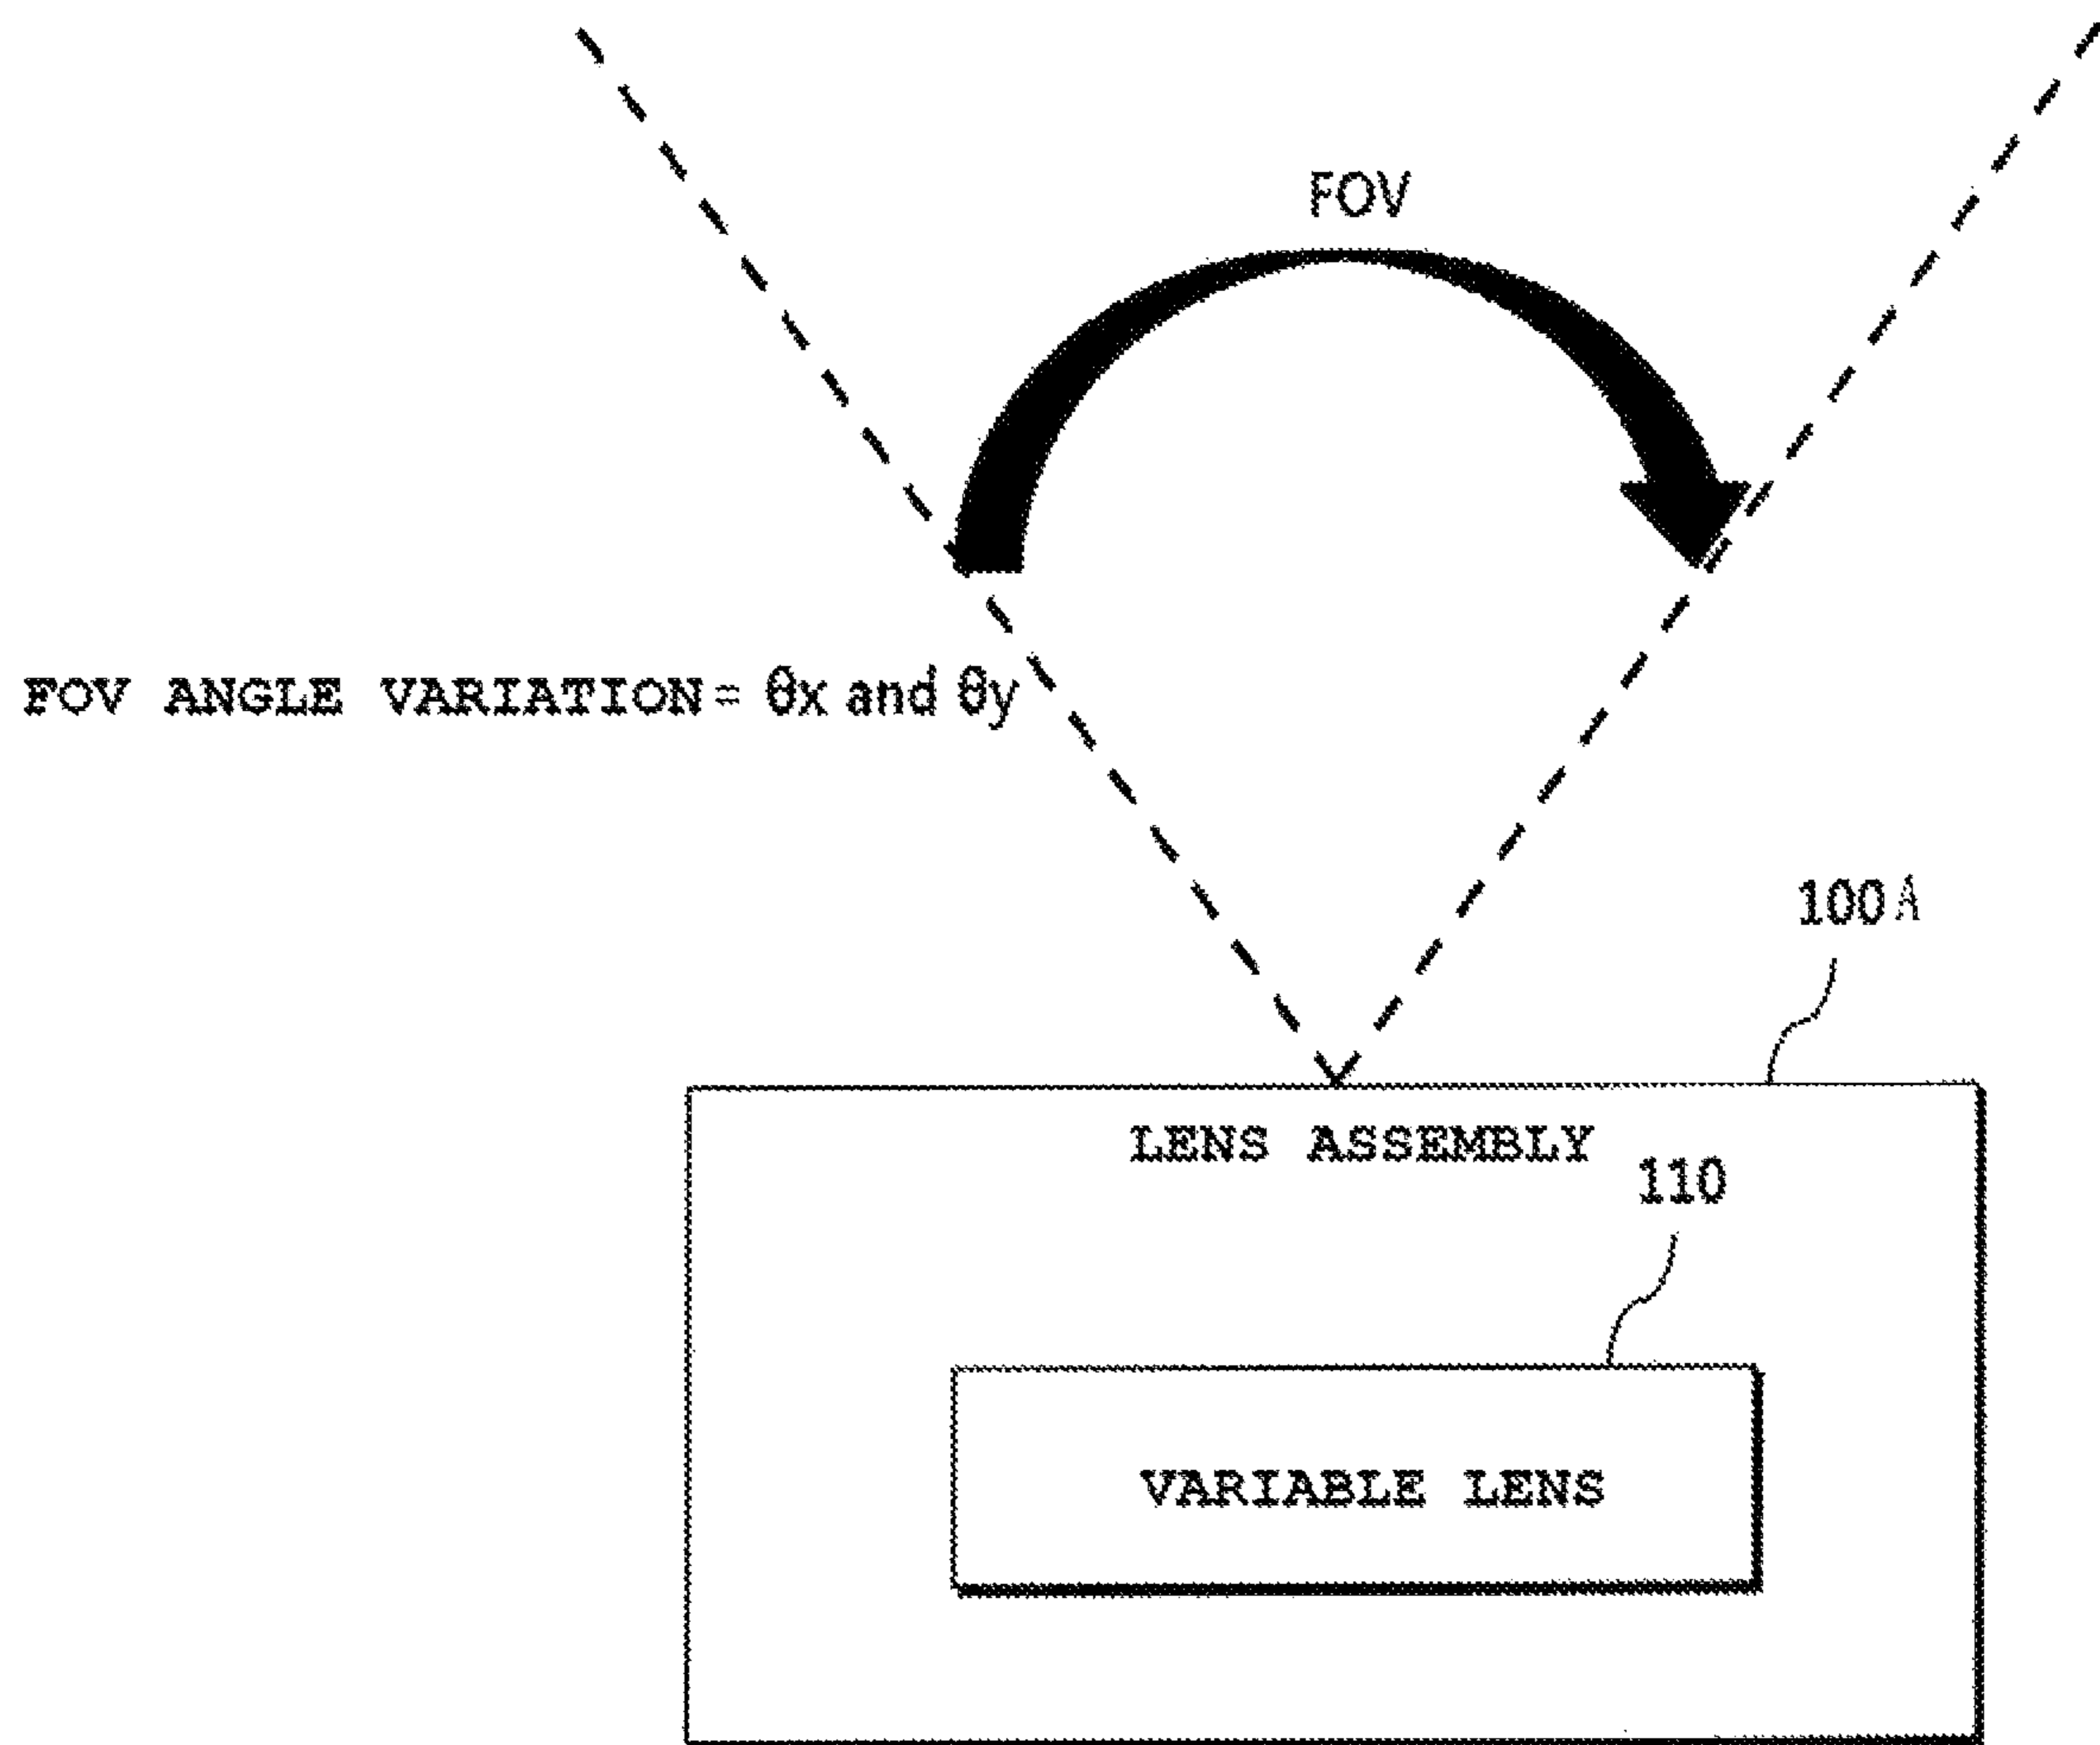 FOV
FOV ANGLE VARIATION = θx and θy
100A
LENS ASSEMBLY
110
VARIABLE LENS